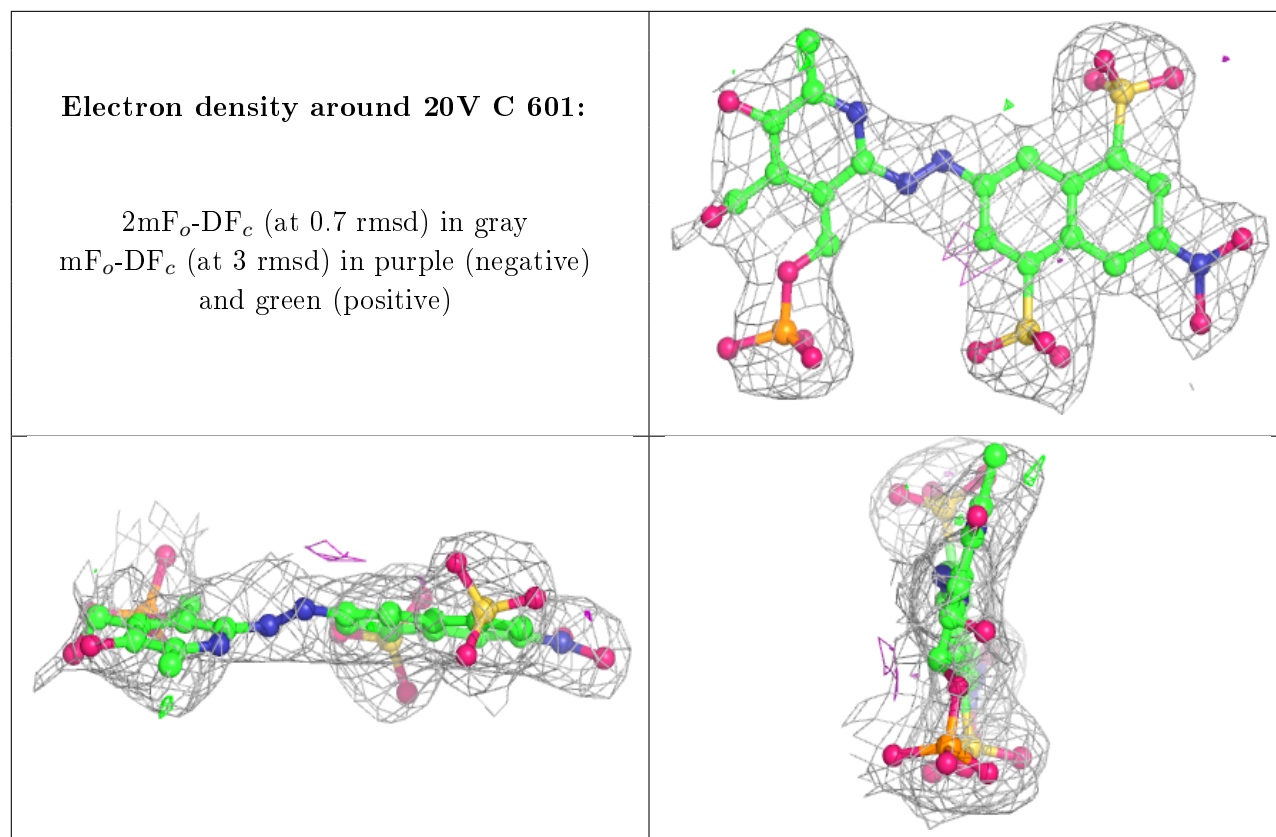 Electron density around 20V C 601:
2mFₒ-DF𝒸 (at 0.7 rmsd) in gray
mFₒ-DF𝒸 (at 3 rmsd) in purple (negative)
and green (positive)